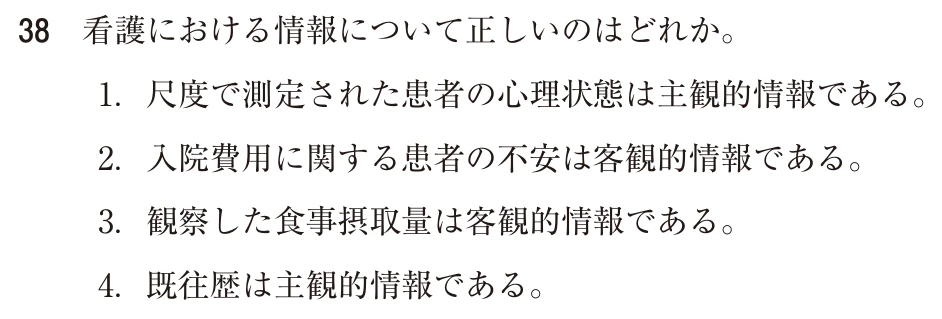 38 看護における情報について正しいのはどれか。
1. 尺度で測定された患者の心理状態は主観的情報である。
2. 入院費用に関する患者の不安は客観的情報である。
3. 観察した食事摂取量は客観的情報である。
4. 既往歴は主観的情報である。